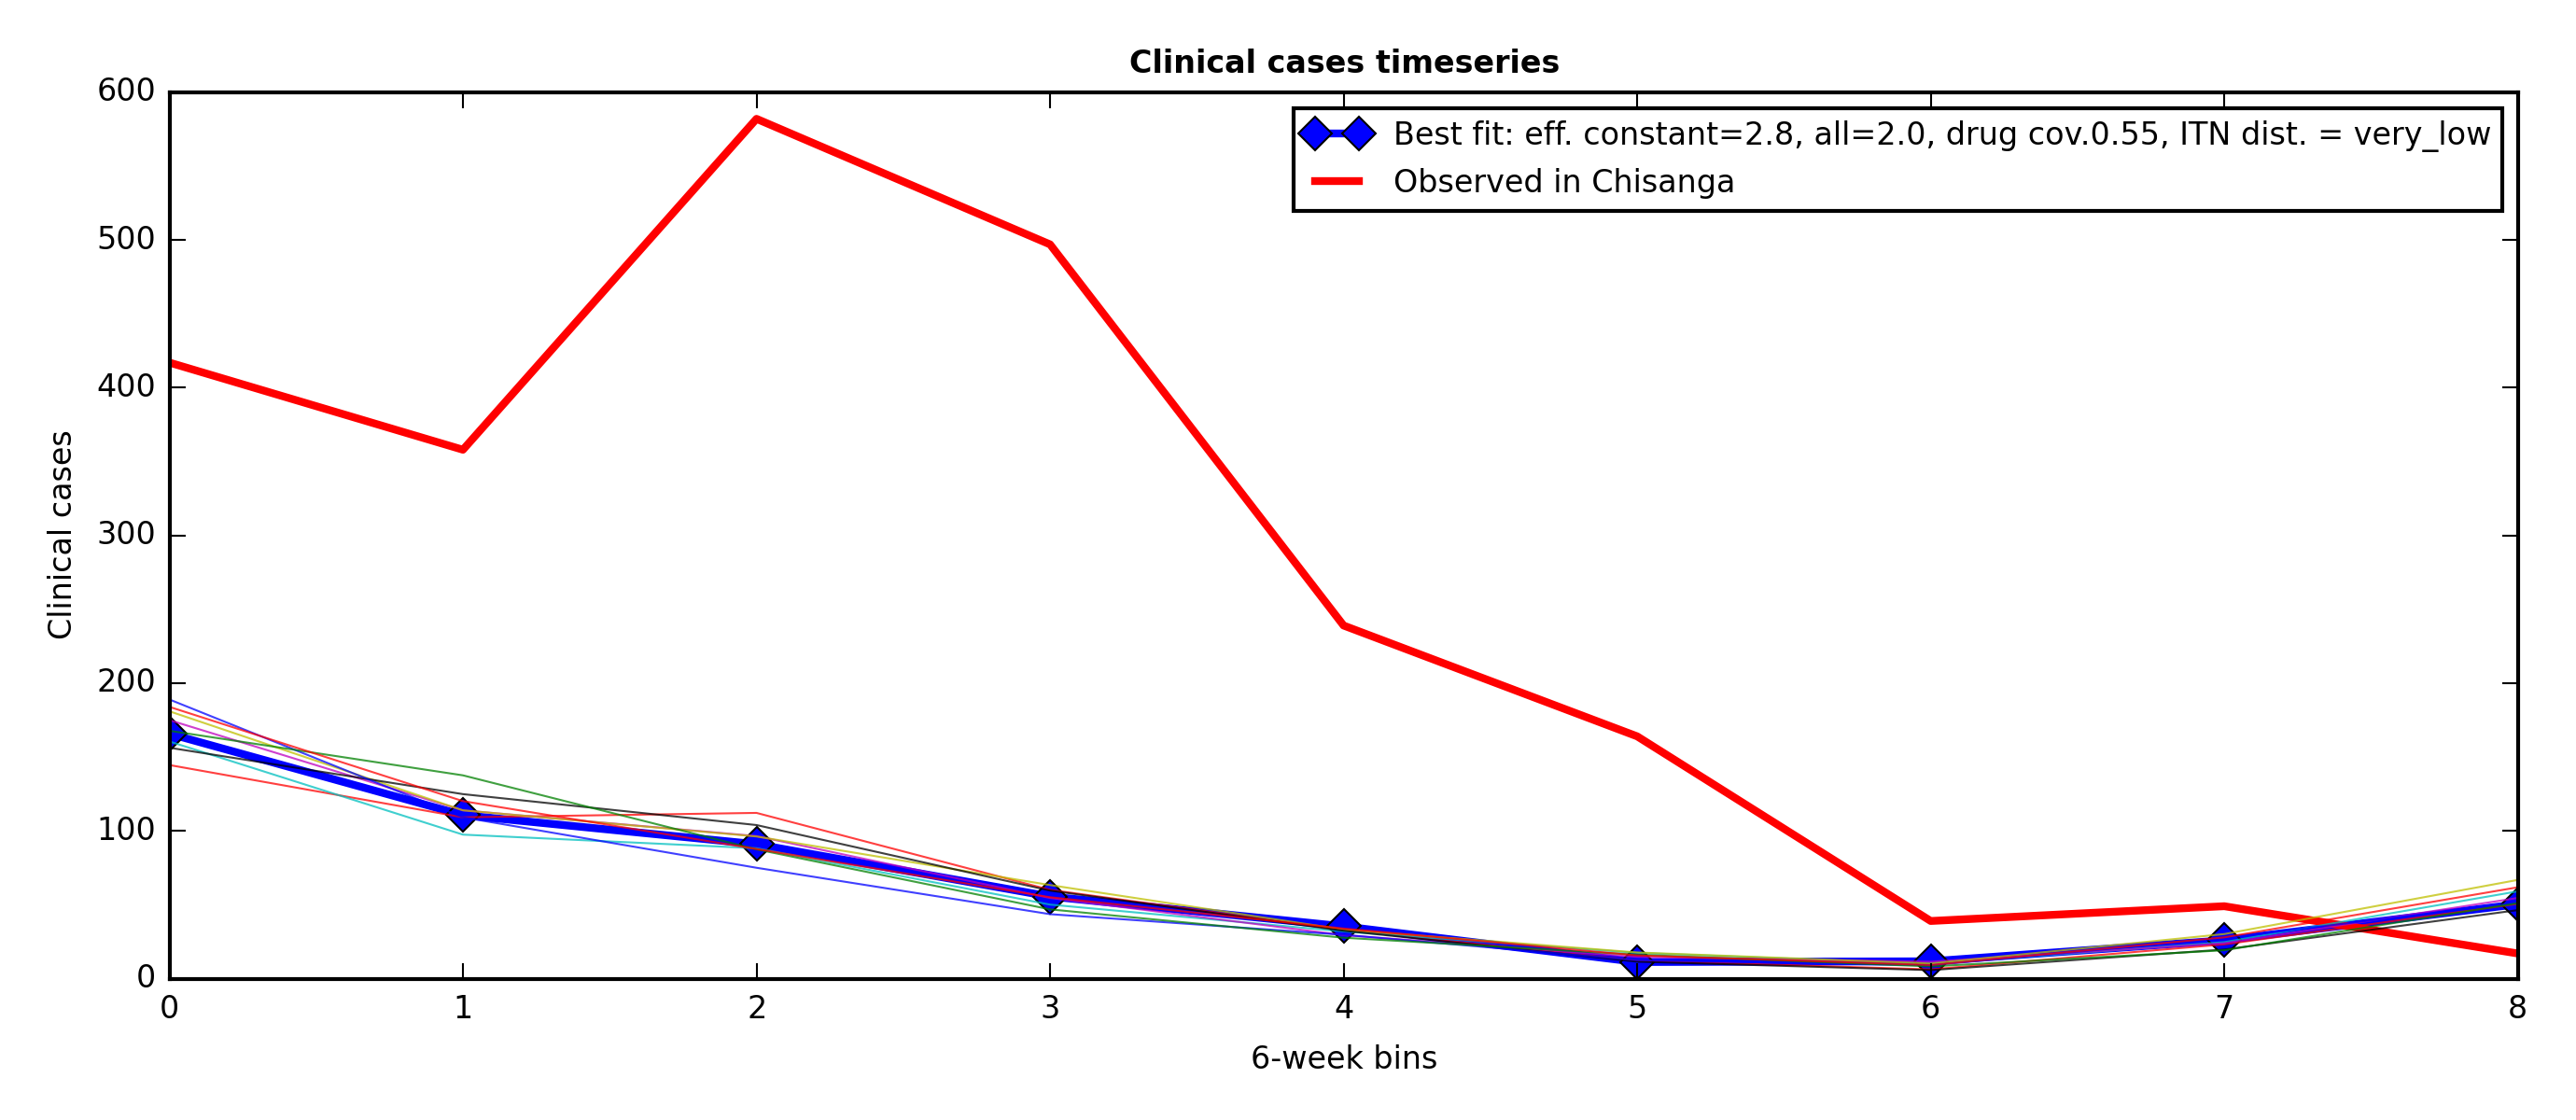 Clinical cases timeseries
600
500
400
300
200
100
0
Clinical cases
Best fit: eff. constant=2.8, all=2.0, drug cov.0.55, ITN dist. = very_low
Observed in Chisanga
0 1 2 3 4 5 6 7 8
6-week bins